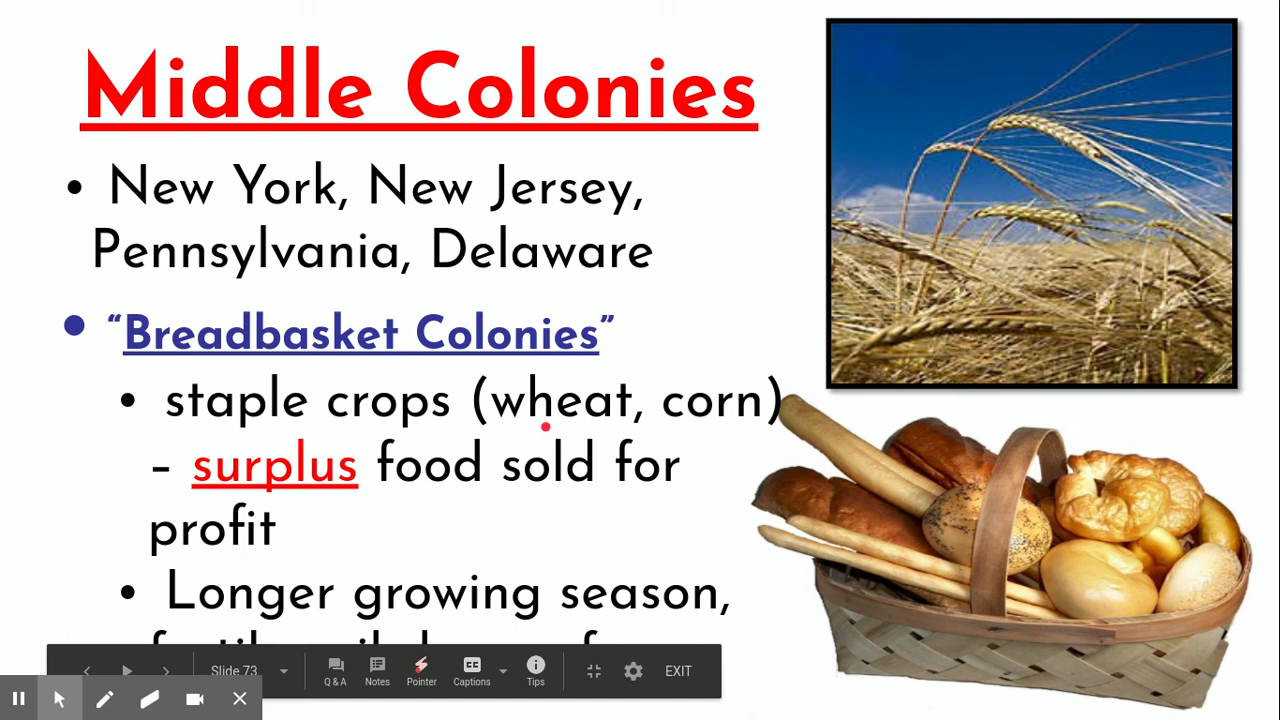 Middle Colonies
• New York, New Jersey,
Pennsylvania, Delaware
• “Breadbasket Colonies”
• staple crops (wheat, corn)
– surplus food sold for
profit
• Longer growing season,
Slide 73
Q & A Notes Pointer Captions Tips EXIT